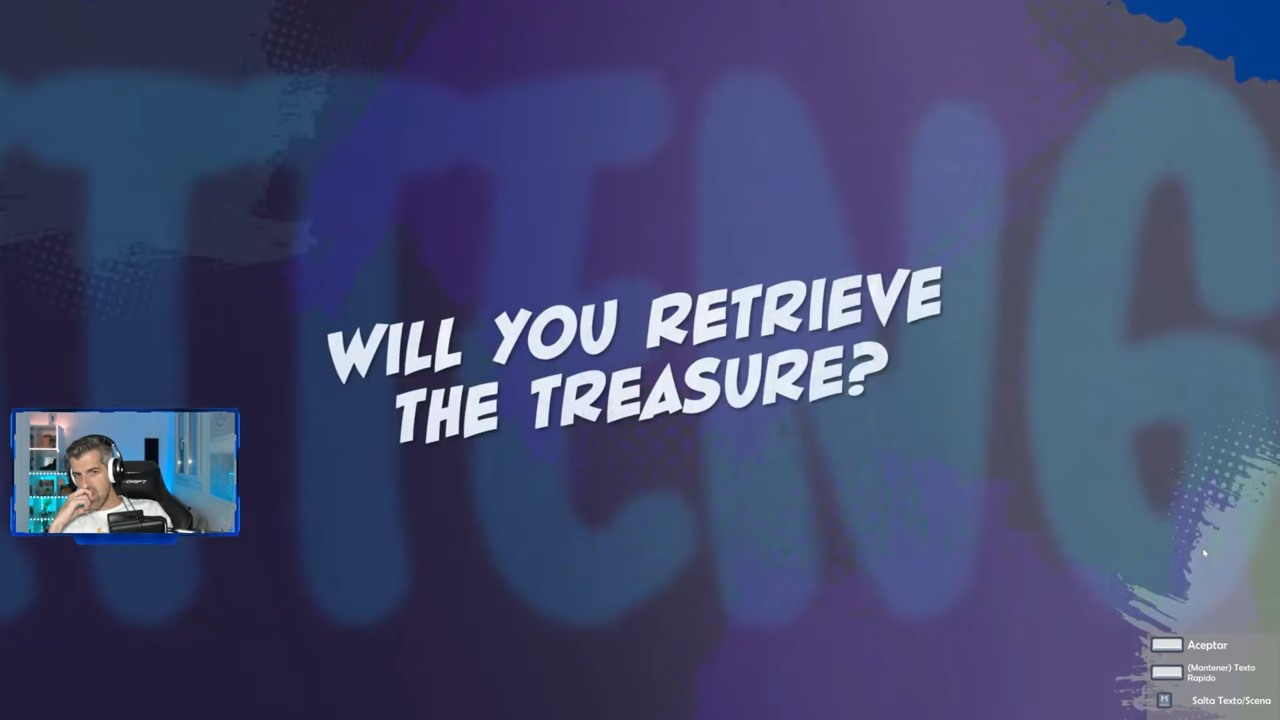 WILL YOU RETRIEVE
THE TREASURE?
Aceptar
(Mantener) Texto
Rapido
M Salta Texto/Scena